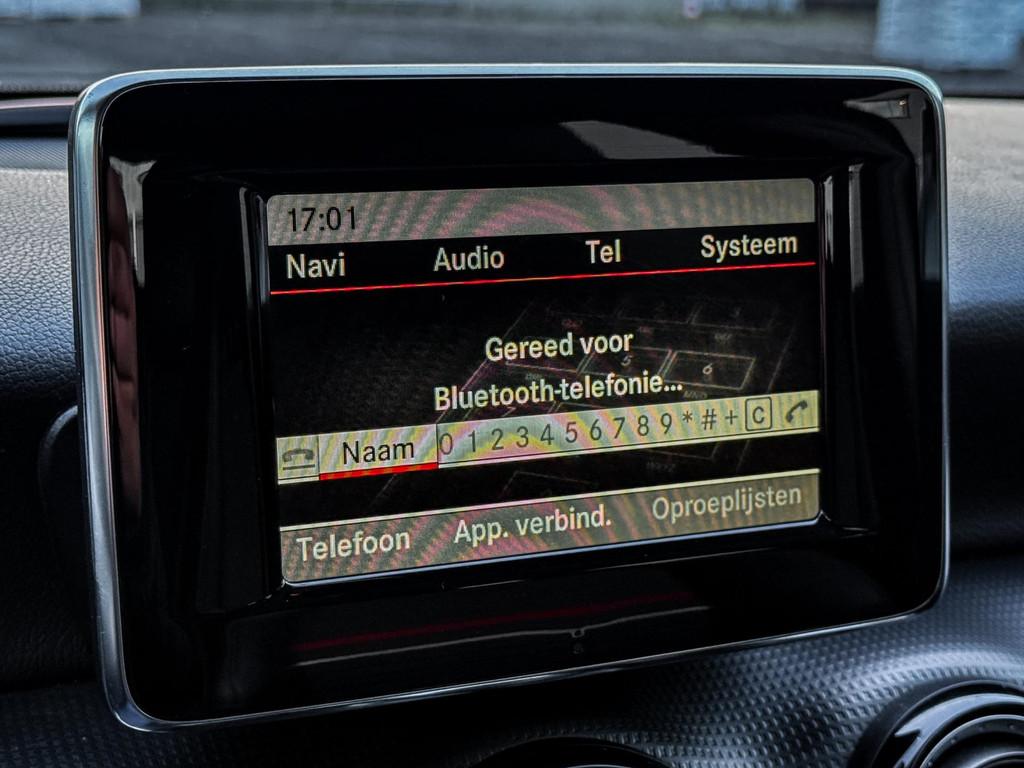 17:01
Navi Audio Tel Systeem
Gereed voor
Bluetooth-telefonie...
Naam 0 1 2 3 4 5 6 7 8 9 * # + C
Telefoon App. verbind. Oproeplijsten